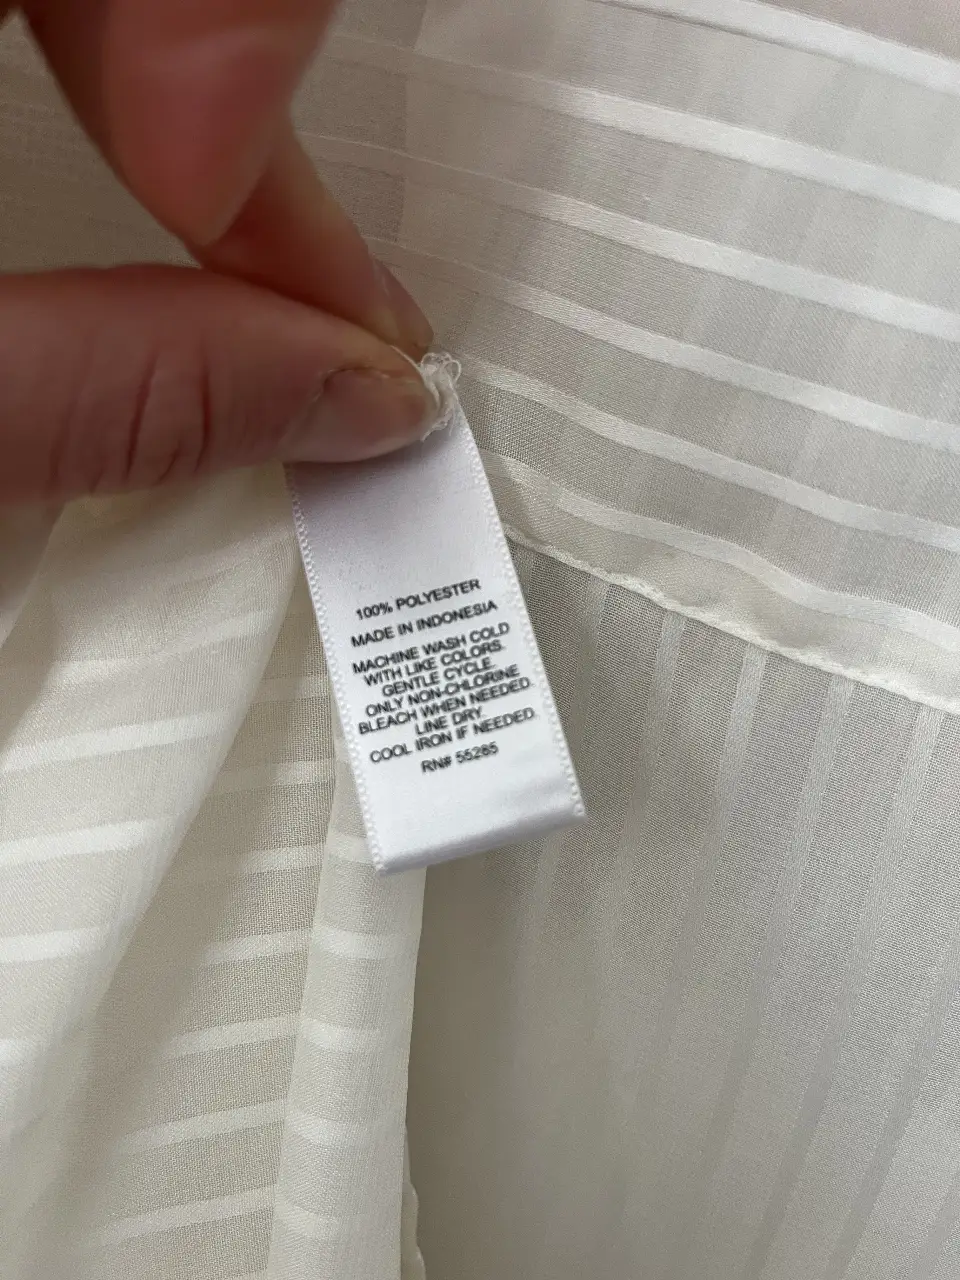 100% POLYESTER
MADE IN INDONESIA
MACHINE WASH COLD
WITH LIKE COLORS.
GENTLE CYCLE.
ONLY NON-CHLORINE
BLEACH WHEN NEEDED.
LINE DRY.
COOL IRON IF NEEDED.
RN# 55285